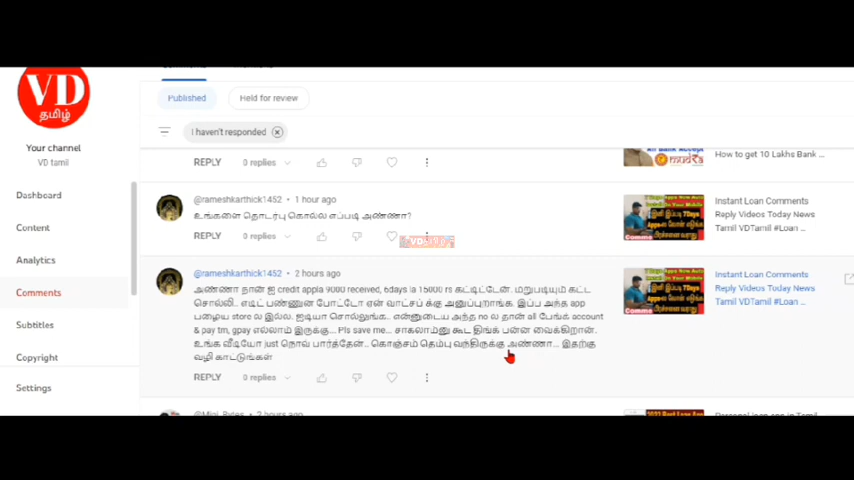 VD
தமிழ்
Published
Held for review
Your channel
VD tamil
I haven't responded
How to get 10 Lakhs Bank ...
REPLY 0 replies
Dashboard
Content
Analytics
Comments
Subtitles
Copyright
Settings
@rameshkarthick1452 • 1 hour ago
உங்களை தொடர்பு கொல்ல எப்படி அண்ணா?
REPLY 0 replies
Instant Loan Comments
Reply Videos Today News
Tamil VDTamil #Loan ...
@rameshkarthick1452 • 2 hours ago
அண்ணா நான் ஐ credit appla 9000 received, 6days la 15000 rs கட்டிட்டேன். மறுபடியும் கட்ட
சொல்லி.. எடிட் பண்ணுன போட்டோ ஏன் வாட்சப் க்கு அனுப்புறாங்க. இப்ப அந்த app
பழைய store ல இல்ல. ஐடியா சொல்லுங்க.. என்னுடைய அந்த no ல தான் all பேங்க் account
& pay tm, gpay எல்லாம் இருக்கு... Pls save me... சாகலாம்னு கூட திங்க் பன்ன வைக்கிறான்.
உங்க வீடியோ just நொவ் பார்த்தேன்.. கொஞ்சம் தெம்பு வந்திருக்கு அண்ணா... இதற்கு
வழி காட்டுங்கள்
REPLY 0 replies
Instant Loan Comments
Reply Videos Today News
Tamil VDTamil #Loan ...
2 hours ago